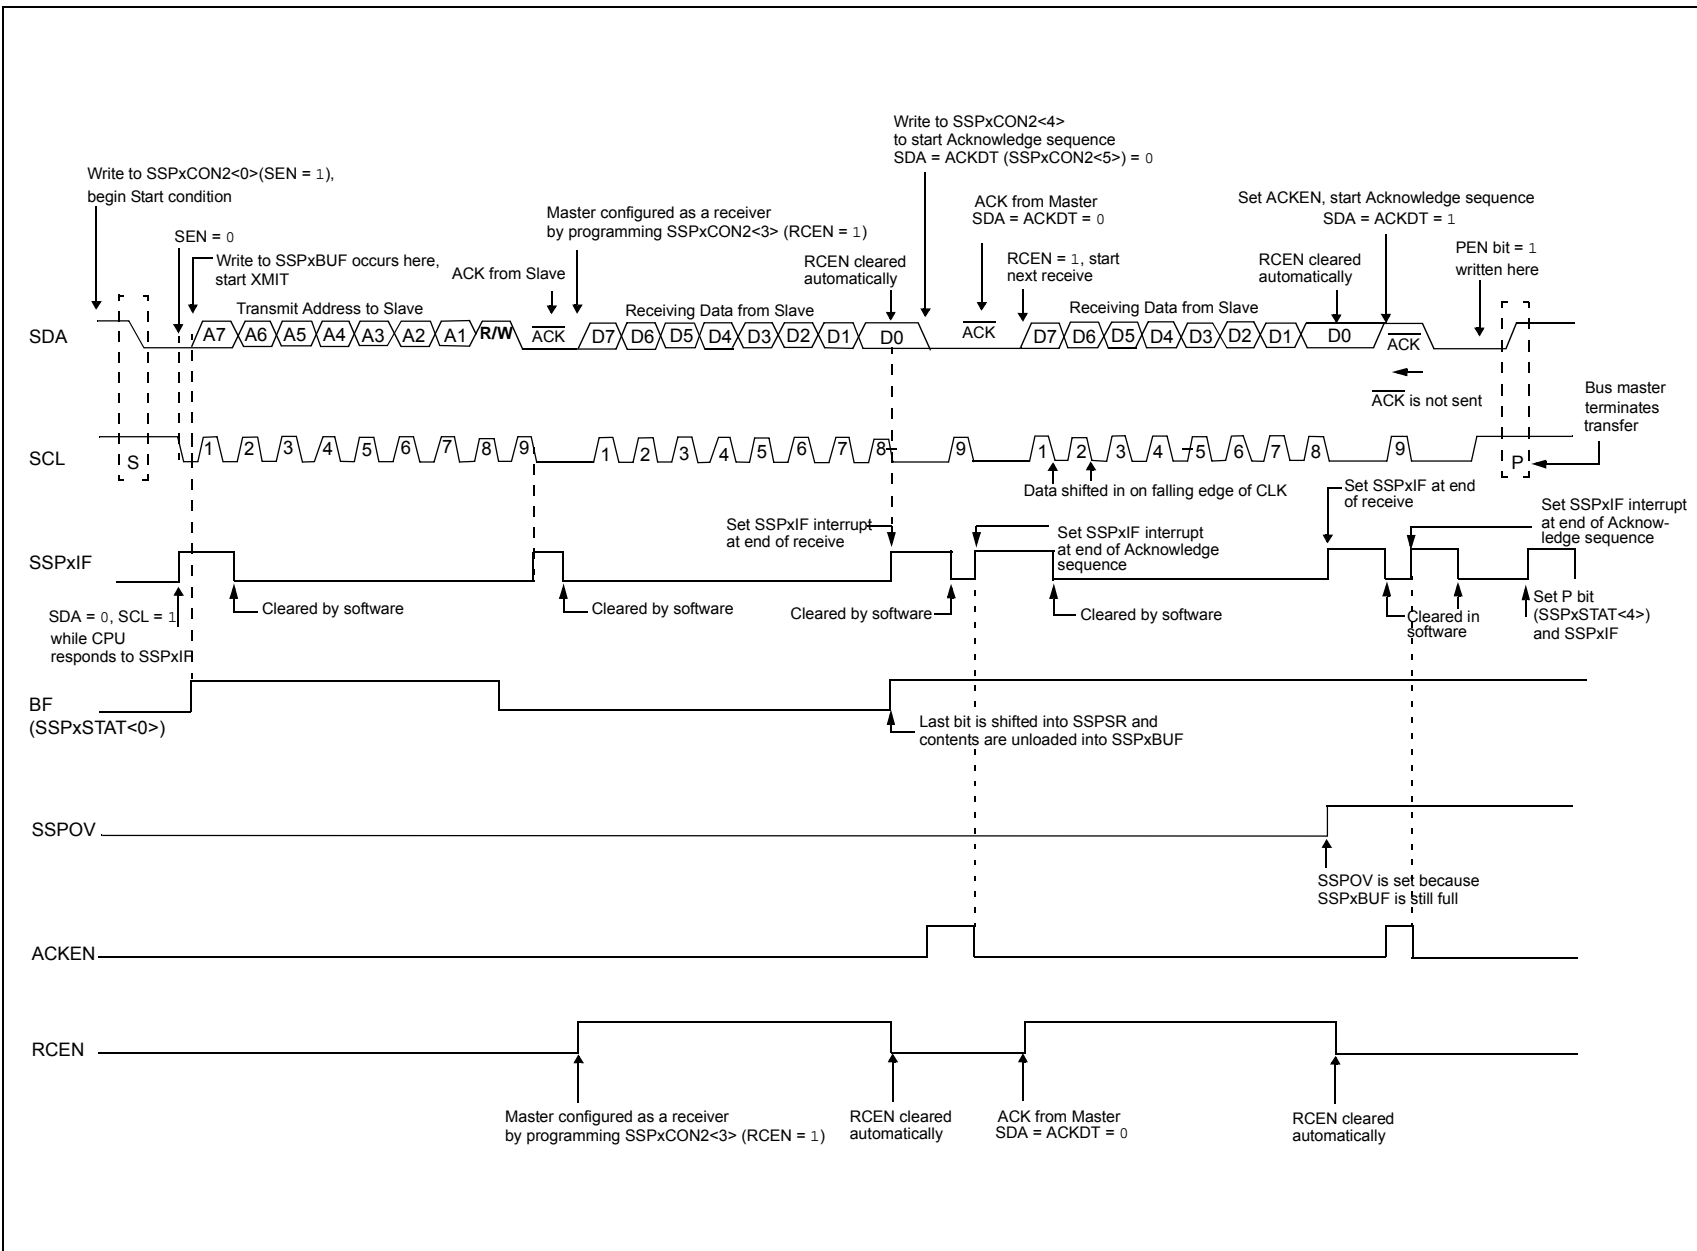 Write to SSPxCON2<4>
to start Acknowledge sequence
SDA = ACKDT (SSPxCON2<5>) = 0
Write to SSPxCON2<0>(SEN = 1),
begin Start condition
Master configured as a receiver
by programming SSPxCON2<3> (RCEN = 1)
ACK from Master
SDA = ACKDT = 0
Set ACKEN, start Acknowledge sequence
SDA = ACKDT = 1
SEN = 0
Write to SSPxBUF occurs here,
start XMIT
ACK from Slave
RCEN cleared
automatically
RCEN = 1, start
next receive
RCEN cleared
automatically
PEN bit = 1
written here
Transmit Address to Slave
Receiving Data from Slave
Receiving Data from Slave
SDA
A7 A6 A5 A4 A3 A2 A1 R/W ACK D7 D6 D5 D4 D3 D2 D1 D0 ACK D7 D6 D5 D4 D3 D2 D1 D0 ACK
ACK is not sent
Bus master
terminates
transfer
SCL
S 1 2 3 4 5 6 7 8 9 1 2 3 4 5 6 7 8 9 1 2 3 4 5 6 7 8 9 P
Data shifted in on falling edge of CLK
Set SSPxIF interrupt
at end of receive
Set SSPxIF interrupt
at end of Acknowledge
sequence
Set SSPxIF at end
of receive
Set SSPxIF interrupt
at end of Acknow-
ledge sequence
SSPxIF
SDA = 0, SCL = 1
while CPU
responds to SSPxIF
Cleared by software
Cleared by software
Cleared by software
Cleared by software
Cleared in
software
Set P bit
(SSPxSTAT<4>)
and SSPxIF
BF
(SSPxSTAT<0>)
Last bit is shifted into SSPSR and
contents are unloaded into SSPxBUF
SSPOV
SSPOV is set because
SSPxBUF is still full
ACKEN
RCEN
Master configured as a receiver
by programming SSPxCON2<3> (RCEN = 1)
RCEN cleared
automatically
ACK from Master
SDA = ACKDT = 0
RCEN cleared
automatically